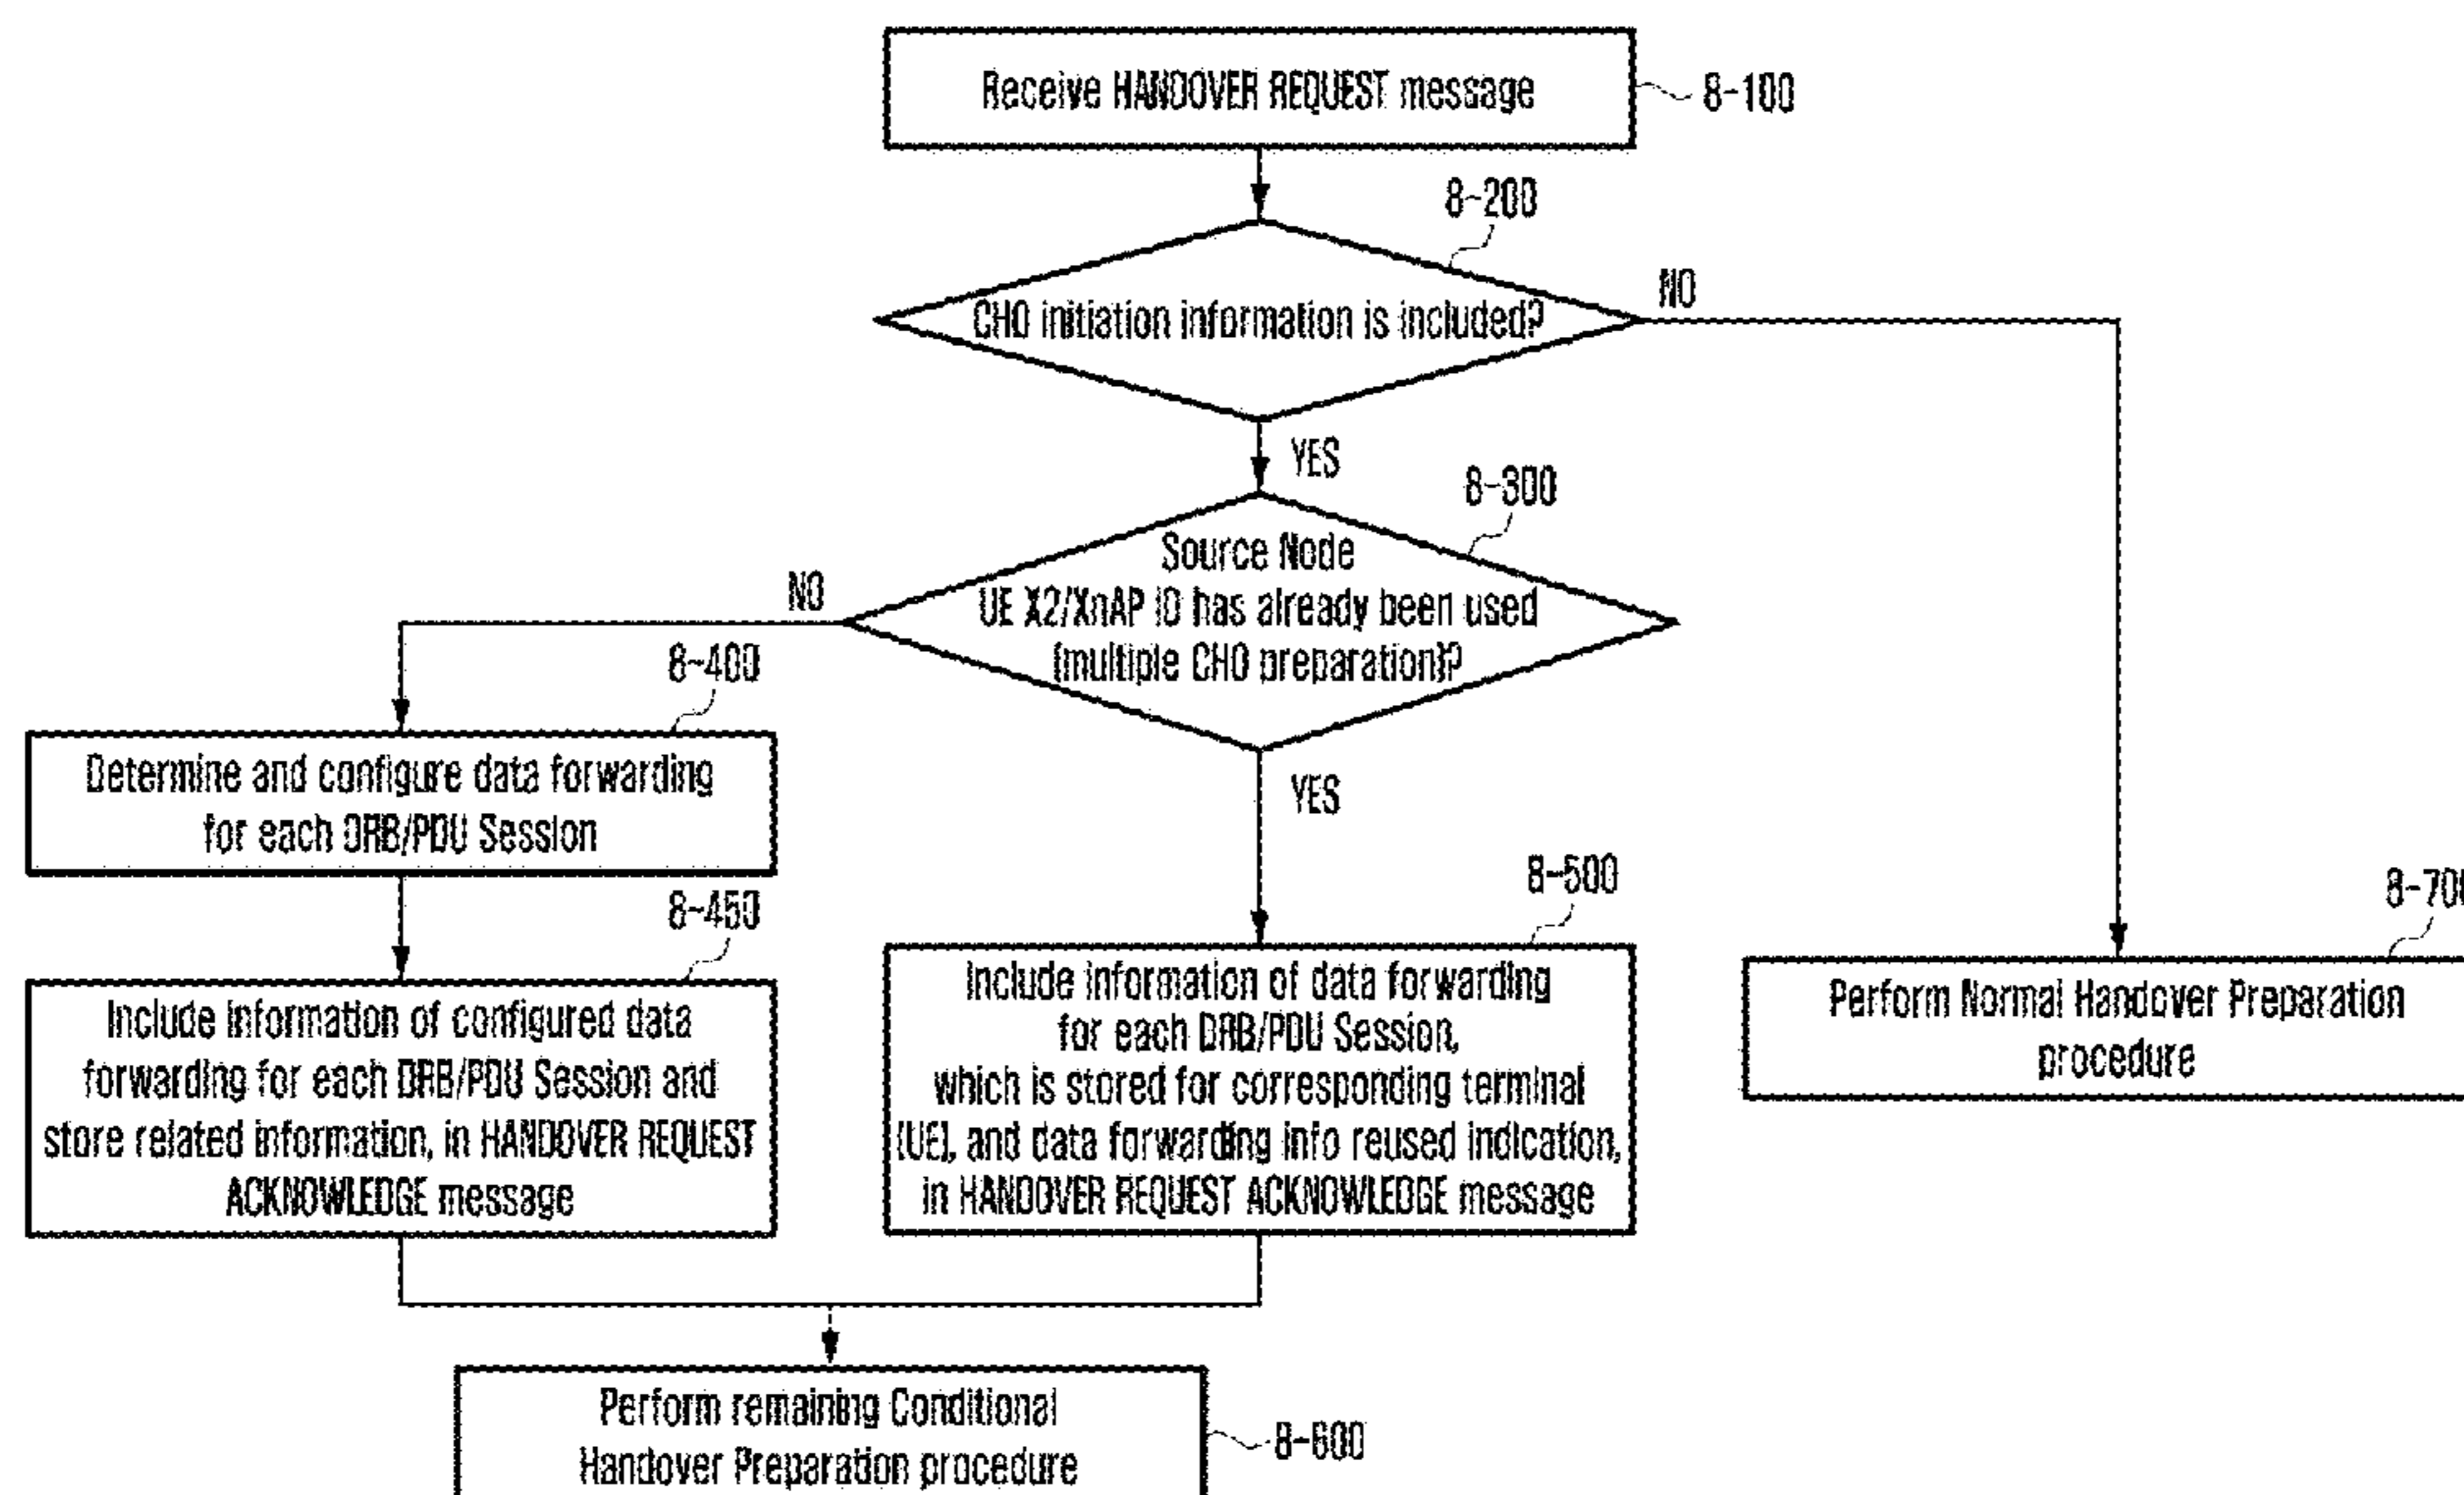 Receive HANDOVER REQUEST message
8-100
8-200
CHO initiation information is included?
NO
YES
8-300
Source Node
UE X2/XnAP ID has already been used
(multiple CHO preparation)?
NO
YES
8-400
Determine and configure data forwarding
for each DRB/PDU Session
8-450
Include information of configured data
forwarding for each DRB/PDU Session and
store related information, in HANDOVER REQUEST
ACKNOWLEDGE message
8-500
Include information of data forwarding
for each DRB/PDU Session,
which is stored for corresponding terminal
(UE), and data forwarding info reused indication,
in HANDOVER REQUEST ACKNOWLEDGE message
8-700
Perform Normal Handover Preparation
procedure
Perform remaining Conditional
Handover Preparation procedure
8-600